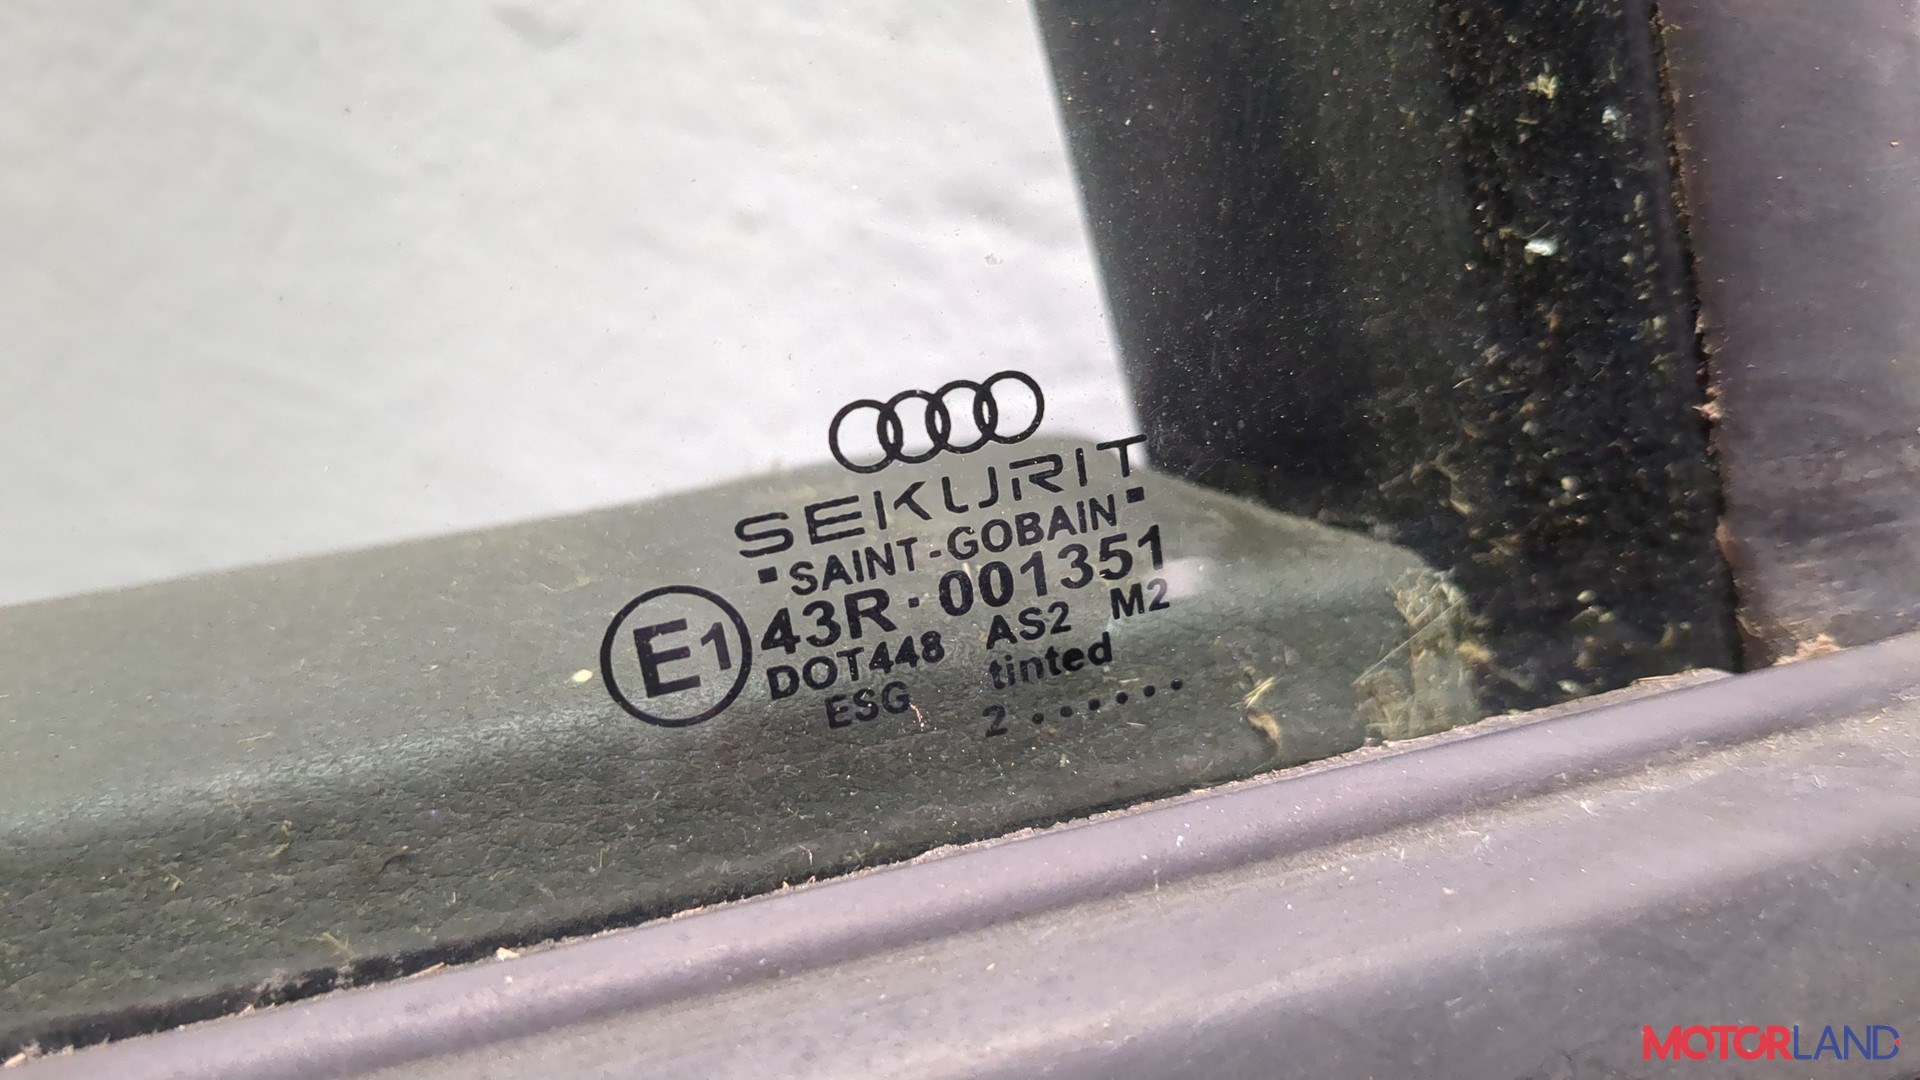 SEKURIT
SAINT-GOBAIN
E1 43R·001351
DOT448 AS2 M2
ESG tinted
2 ......
MOTORLAND